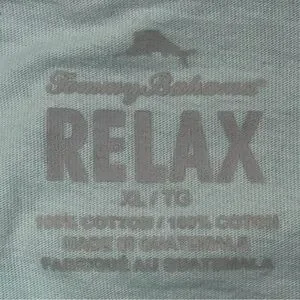 Tommy Bahama
RELAX
XL / TG
100% COTTON / 100% COTON
MADE IN GUATEMALA
FABRIQUÉ AU GUATEMALA